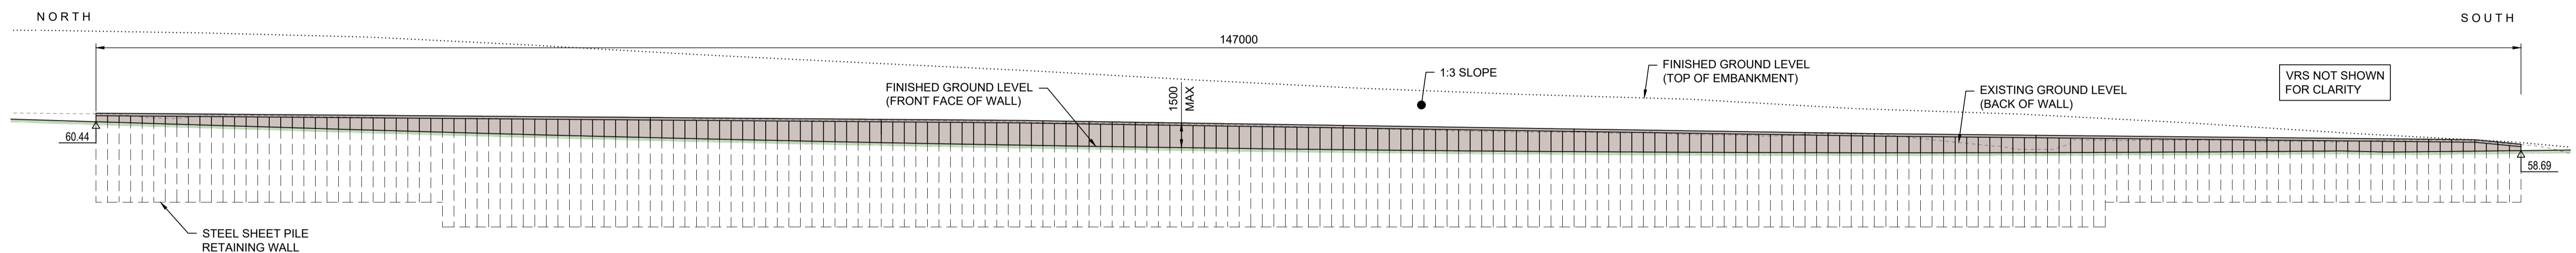 NORTH
SOUTH
147000
1:3 SLOPE
FINISHED GROUND LEVEL
(TOP OF EMBANKMENT)
VRS NOT SHOWN
FOR CLARITY
FINISHED GROUND LEVEL
(FRONT FACE OF WALL)
1500
MAX
EXISTING GROUND LEVEL
(BACK OF WALL)
60.44
58.69
STEEL SHEET PILE
RETAINING WALL